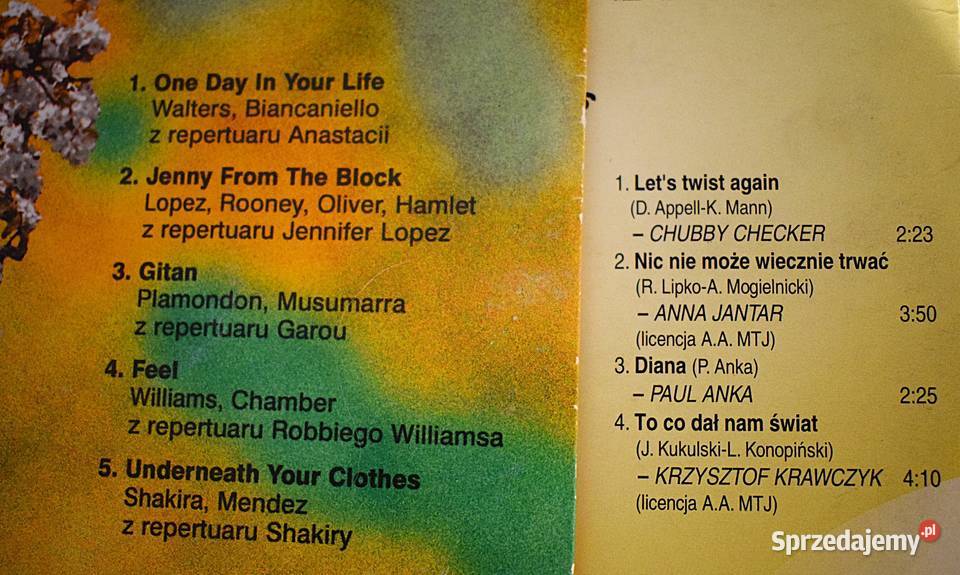 1. One Day In Your Life
Walters, Biancaniello
z repertuaru Anastacii
2. Jenny From The Block
Lopez, Rooney, Oliver, Hamlet
z repertuaru Jennifer Lopez
3. Gitan
Plamondon, Musumarra
z repertuaru Garou
4. Feel
Williams, Chamber
z repertuaru Robbiego Williamsa
5. Underneath Your Clothes
Shakira, Mendez
z repertuaru Shakiry
1. Let's twist again
(D. Appell-K. Mann)
– CHUBBY CHECKER 2:23
2. Nic nie może wiecznie trwać
(R. Lipko-A. Mogielnicki)
– ANNA JANTAR 3:50
(licencja A.A. MTJ)
3. Diana (P. Anka)
– PAUL ANKA 2:25
4. To co dał nam świat
(J. Kukulski-L. Konopiński)
– KRZYSZTOF KRAWCZYK 4:10
(licencja A.A. MTJ)
Sprzedajemy.pl